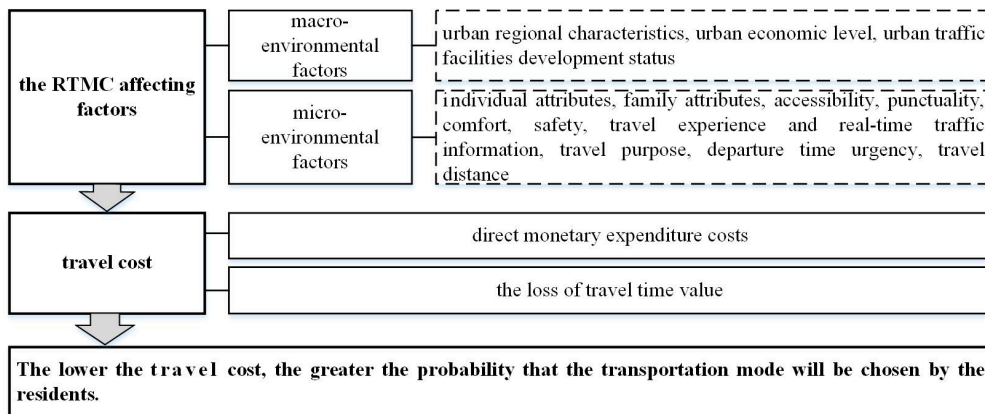 the RTMC affecting
factors
macro-
environmental
factors
urban regional characteristics, urban economic level, urban traffic
facilities development status
micro-
environmental
factors
individual attributes, family attributes, accessibility, punctuality,
comfort, safety, travel experience and real-time traffic
information, travel purpose, departure time urgency, travel
distance
travel cost
direct monetary expenditure costs
the loss of travel time value
The lower the travel cost, the greater the probability that the transportation mode will be chosen by the
residents.